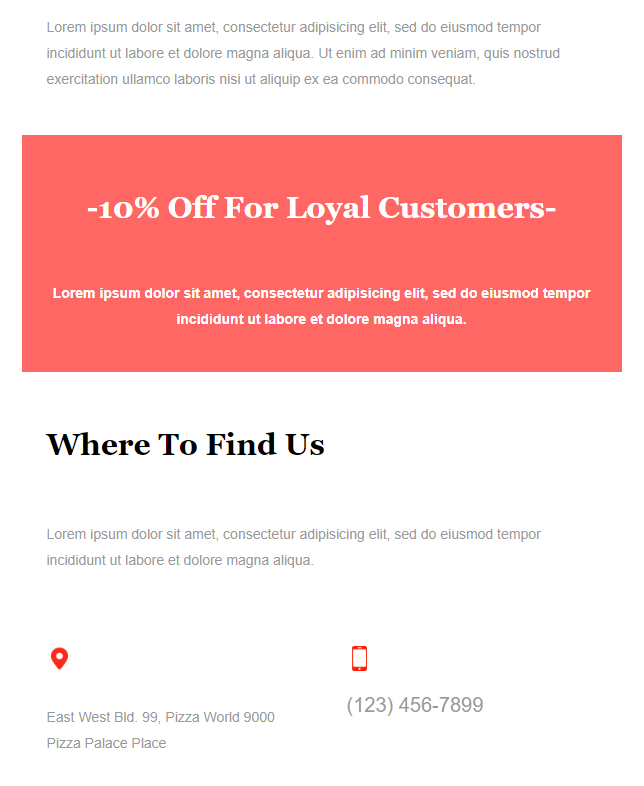 Lorem ipsum dolor sit amet, consectetur adipisicing elit, sed do eiusmod tempor
incididunt ut labore et dolore magna aliqua. Ut enim ad minim veniam, quis nostrud
exercitation ullamco laboris nisi ut aliquip ex ea commodo consequat.
-10% Off For Loyal Customers-
Lorem ipsum dolor sit amet, consectetur adipisicing elit, sed do eiusmod tempor
incididunt ut labore et dolore magna aliqua.
Where To Find Us
Lorem ipsum dolor sit amet, consectetur adipisicing elit, sed do eiusmod tempor
incididunt ut labore et dolore magna aliqua.
East West Bld. 99, Pizza World 9000
Pizza Palace Place
(123) 456-7899